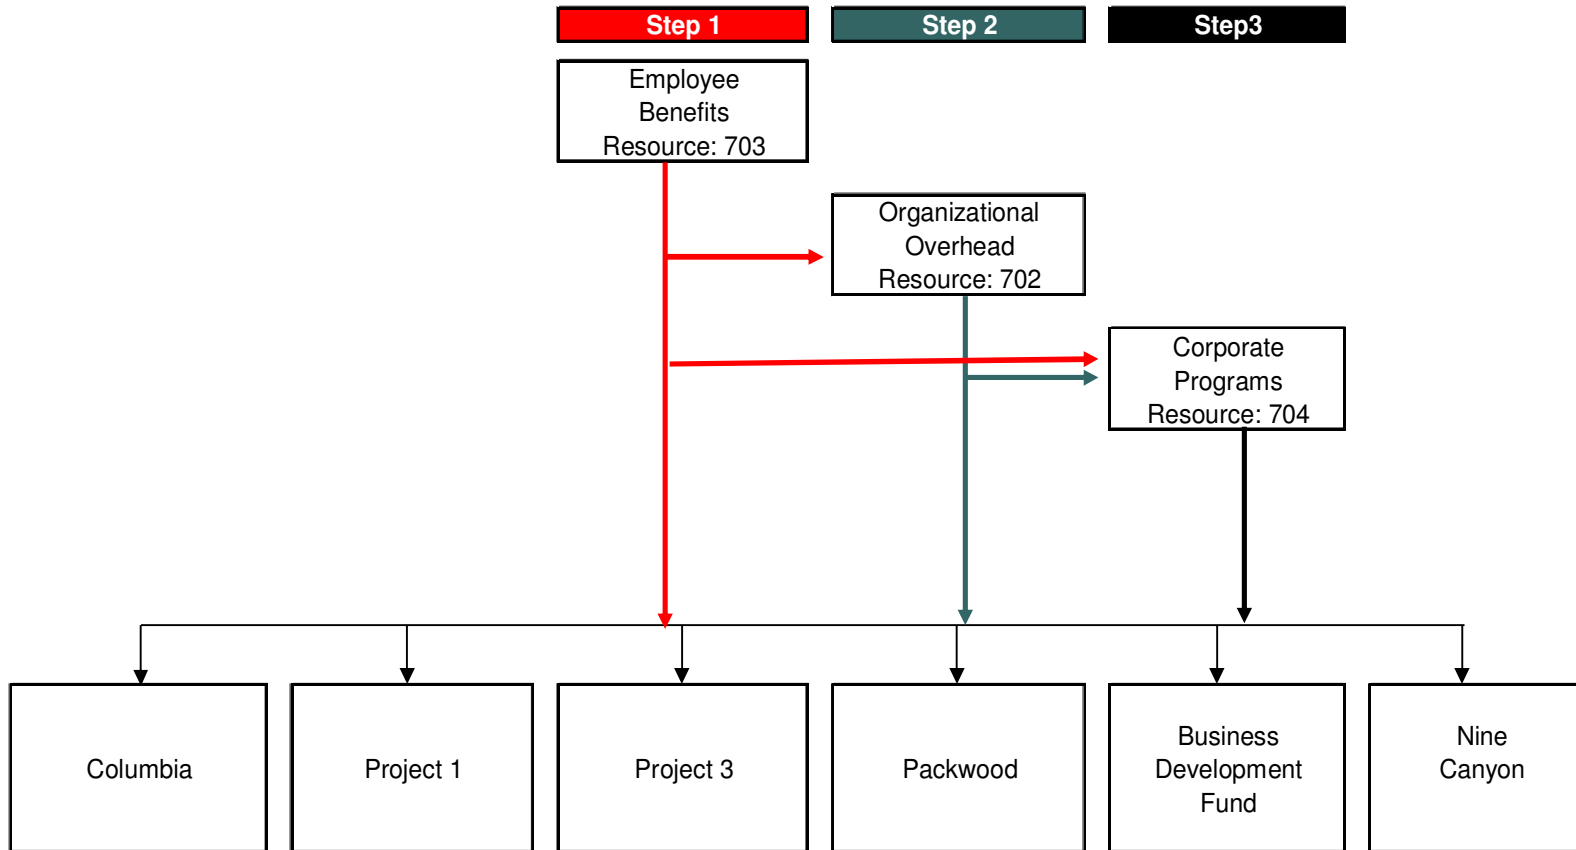 Step 1
Step 2
Step3
Employee
Benefits
Resource: 703
Organizational
Overhead
Resource: 702
Corporate
Programs
Resource: 704
Columbia
Project 1
Project 3
Packwood
Business
Development
Fund
Nine
Canyon